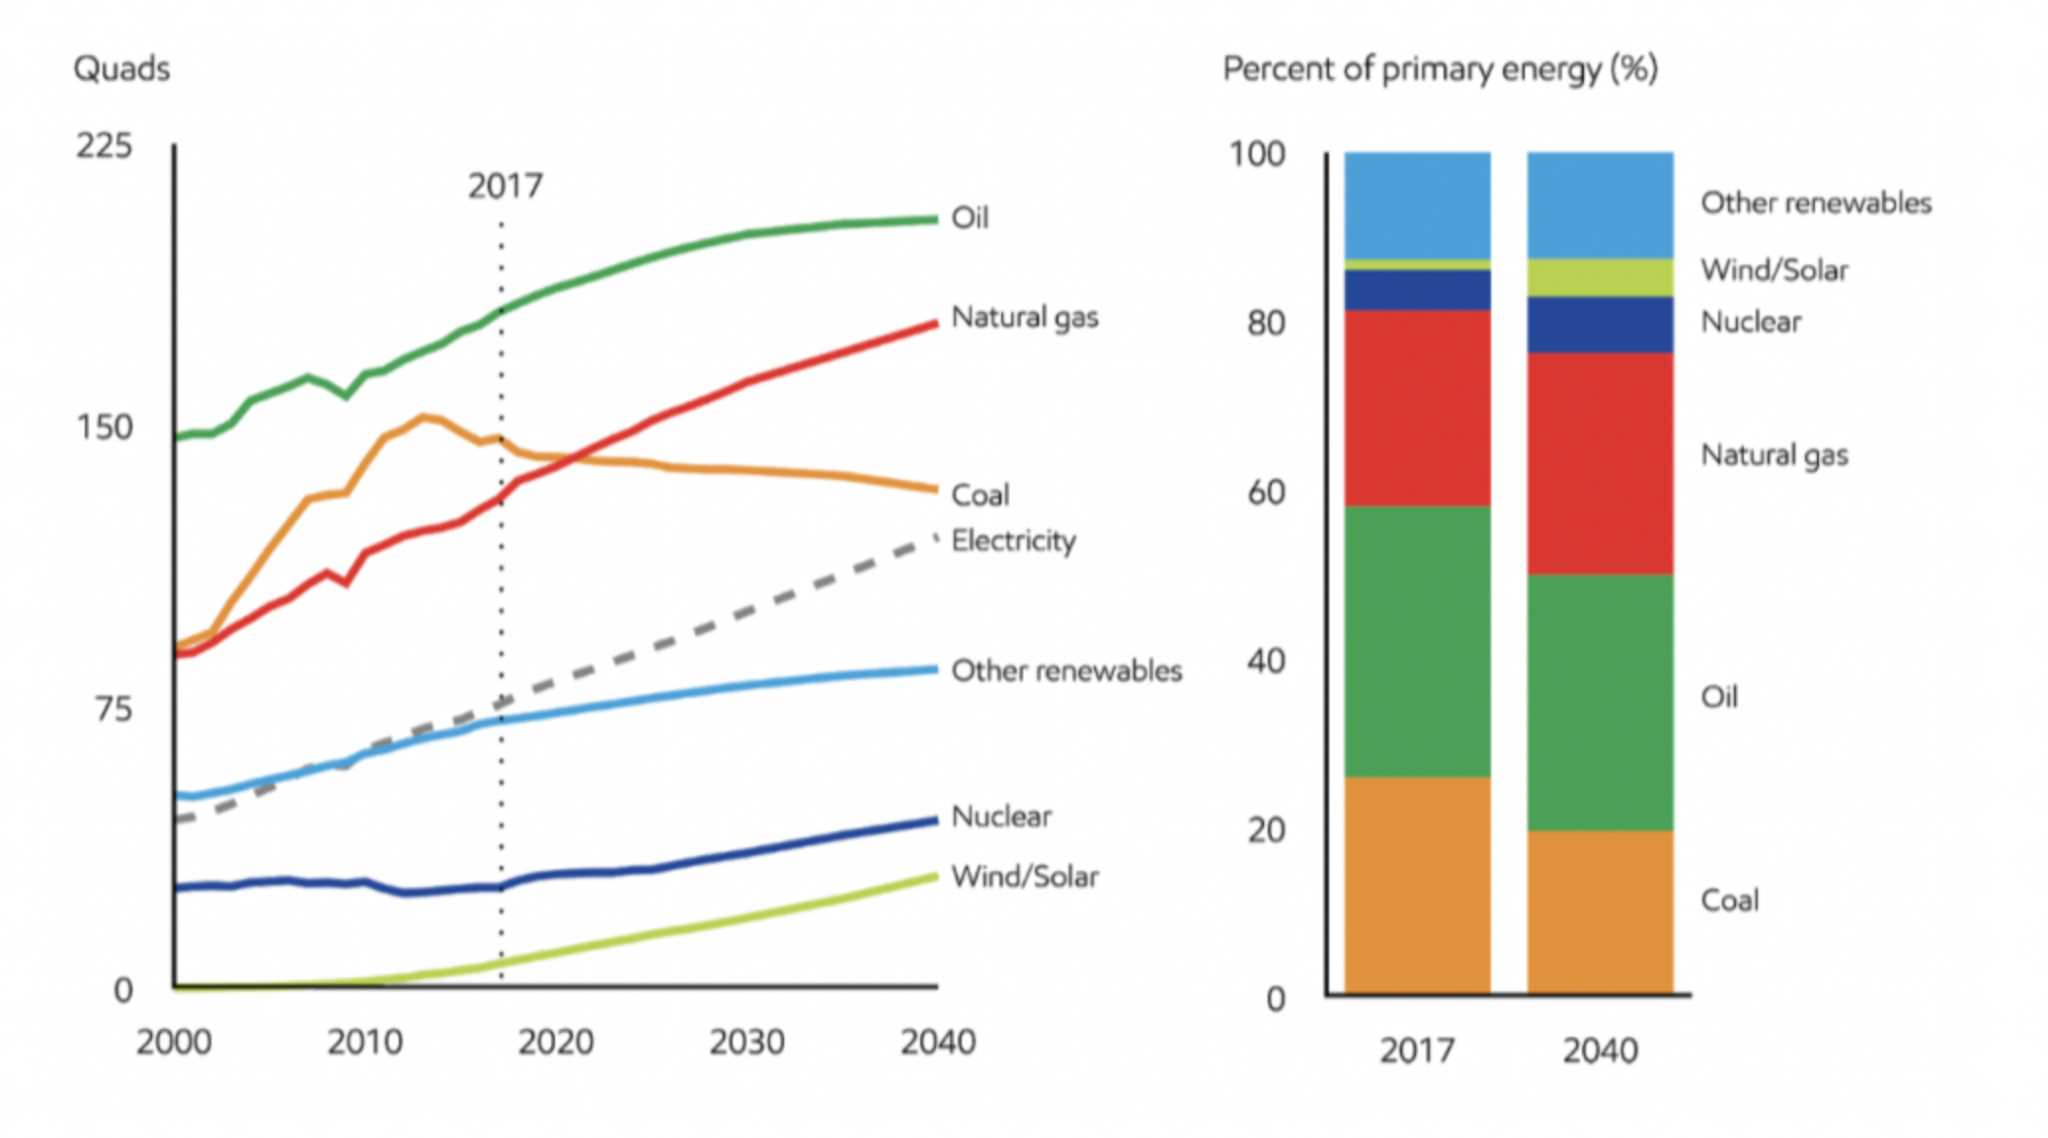 Quads
225
150
75
0
2017
Oil
Natural gas
Coal
Electricity
Other renewables
Nuclear
Wind/Solar
2000 2010 2020 2030 2040
Percent of primary energy (%)
100
80
60
40
20
0
Other renewables
Wind/Solar
Nuclear
Natural gas
Oil
Coal
2017 2040